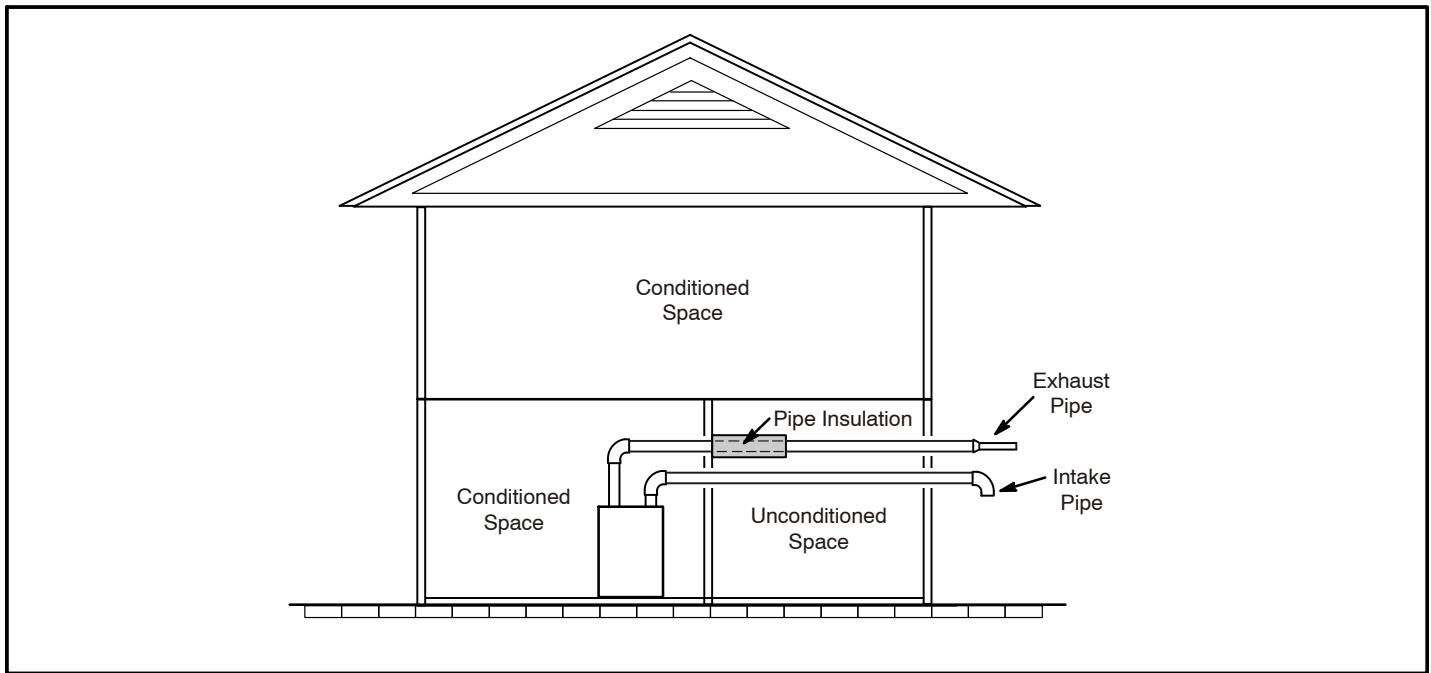 Conditioned
Space
Exhaust
Pipe
Pipe Insulation
Intake
Pipe
Conditioned
Space
Unconditioned
Space